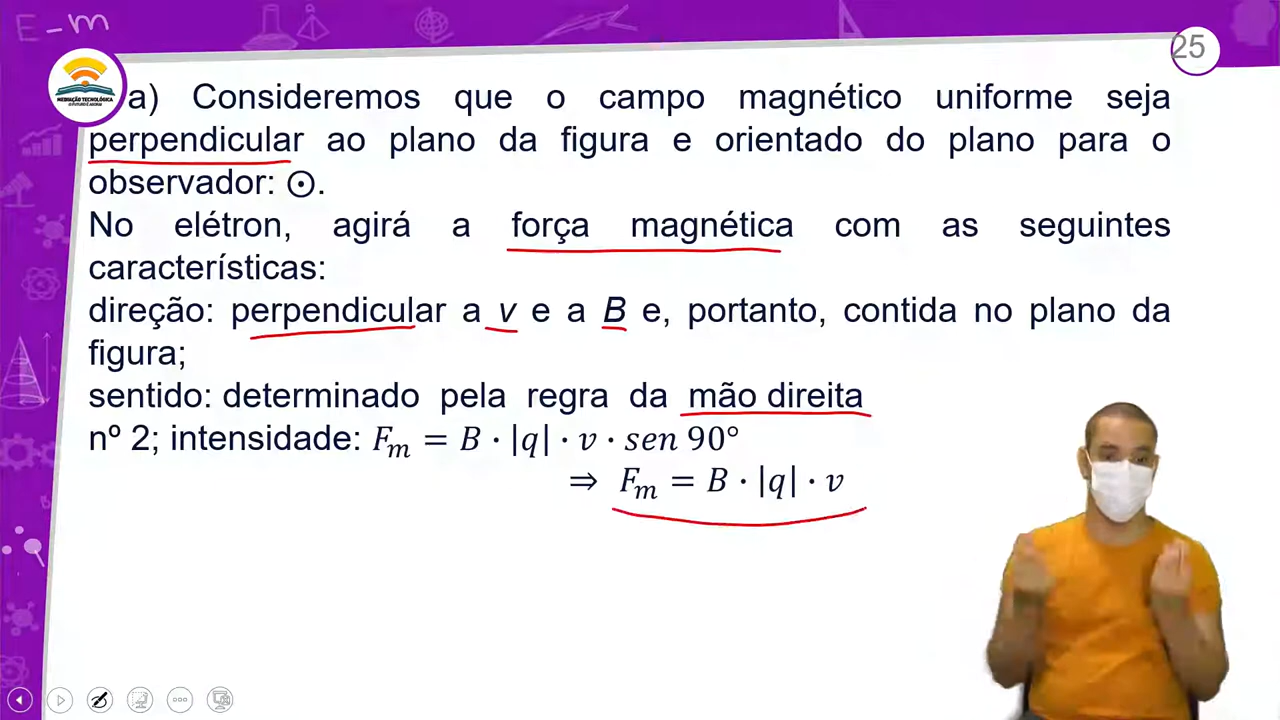 E-m
25
MEDIAÇÃO TECNOLÓGICA
a) Consideremos que o campo magnético uniforme seja
perpendicular ao plano da figura e orientado do plano para o
observador: ⊙.
No elétron, agirá a força magnética com as seguintes
características:
direção: perpendicular a v e a B e, portanto, contida no plano da
figura;
sentido: determinado pela regra da mão direita
nº 2; intensidade: Fₘ = B · |q| · v · sen 90°
⇒ Fₘ = B · |q| · v